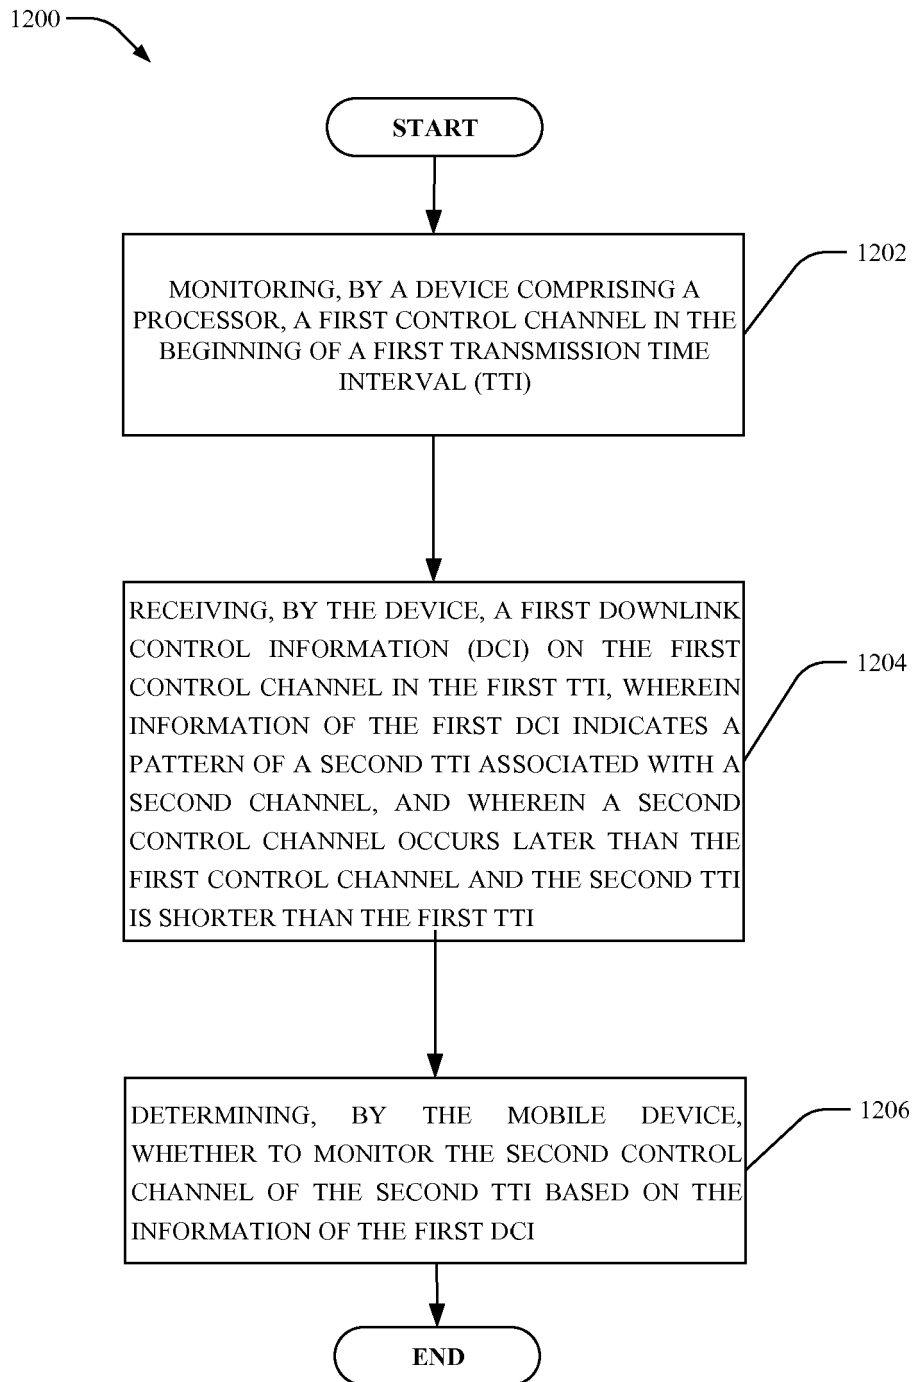 1200
START
1202
MONITORING, BY A DEVICE COMPRISING A
PROCESSOR, A FIRST CONTROL CHANNEL IN THE
BEGINNING OF A FIRST TRANSMISSION TIME
INTERVAL (TTI)
1204
RECEIVING, BY THE DEVICE, A FIRST DOWNLINK
CONTROL INFORMATION (DCI) ON THE FIRST
CONTROL CHANNEL IN THE FIRST TTI, WHEREIN
INFORMATION OF THE FIRST DCI INDICATES A
PATTERN OF A SECOND TTI ASSOCIATED WITH A
SECOND CHANNEL, AND WHEREIN A SECOND
CONTROL CHANNEL OCCURS LATER THAN THE
FIRST CONTROL CHANNEL AND THE SECOND TTI
IS SHORTER THAN THE FIRST TTI
1206
DETERMINING, BY THE MOBILE DEVICE,
WHETHER TO MONITOR THE SECOND CONTROL
CHANNEL OF THE SECOND TTI BASED ON THE
INFORMATION OF THE FIRST DCI
END